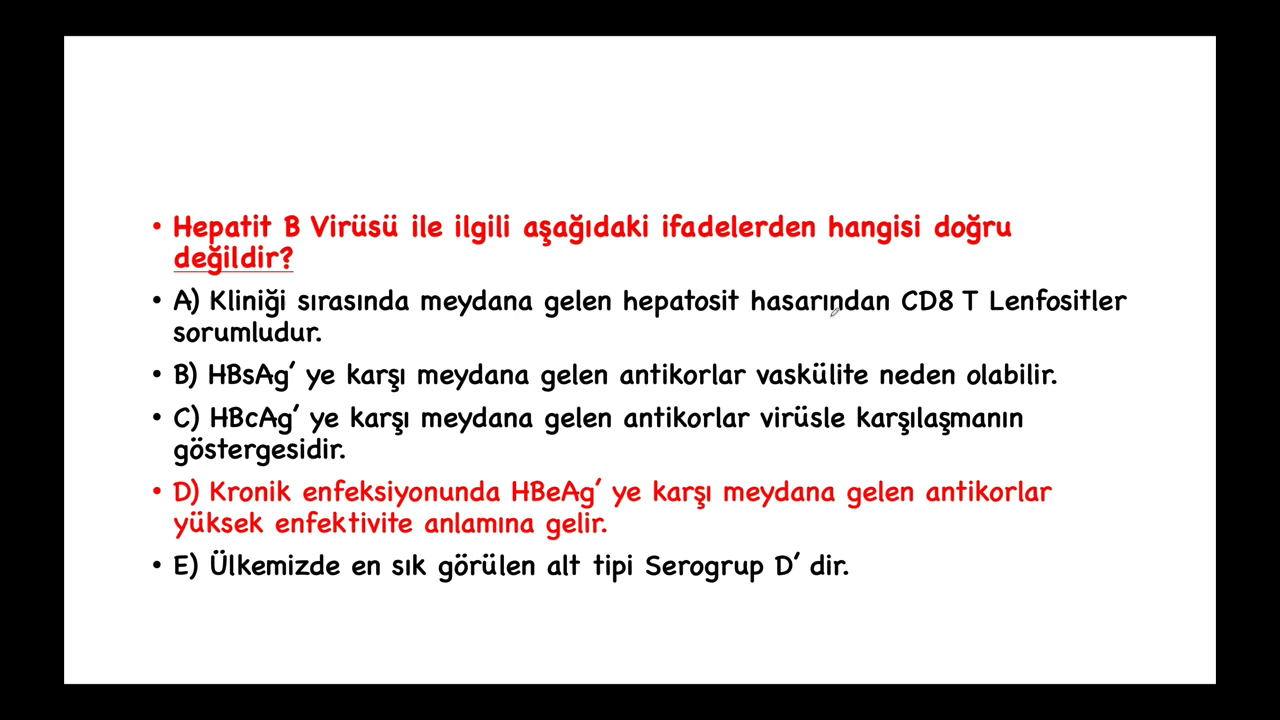 • Hepatit B Virüsü ile ilgili aşağıdaki ifadelerden hangisi doğru
değildir?
• A) Kliniği sırasında meydana gelen hepatosit hasarından CD8 T Lenfositler
sorumludur.
• B) HBsAg′ ye karşı meydana gelen antikorlar vaskülite neden olabilir.
• C) HBcAg′ ye karşı meydana gelen antikorlar virüsle karşılaşmanın
göstergesidir.
• D) Kronik enfeksiyonunda HBeAg′ ye karşı meydana gelen antikorlar
yüksek enfektivite anlamına gelir.
• E) Ülkemizde en sık görülen alt tipi Serogrup D′ dir.